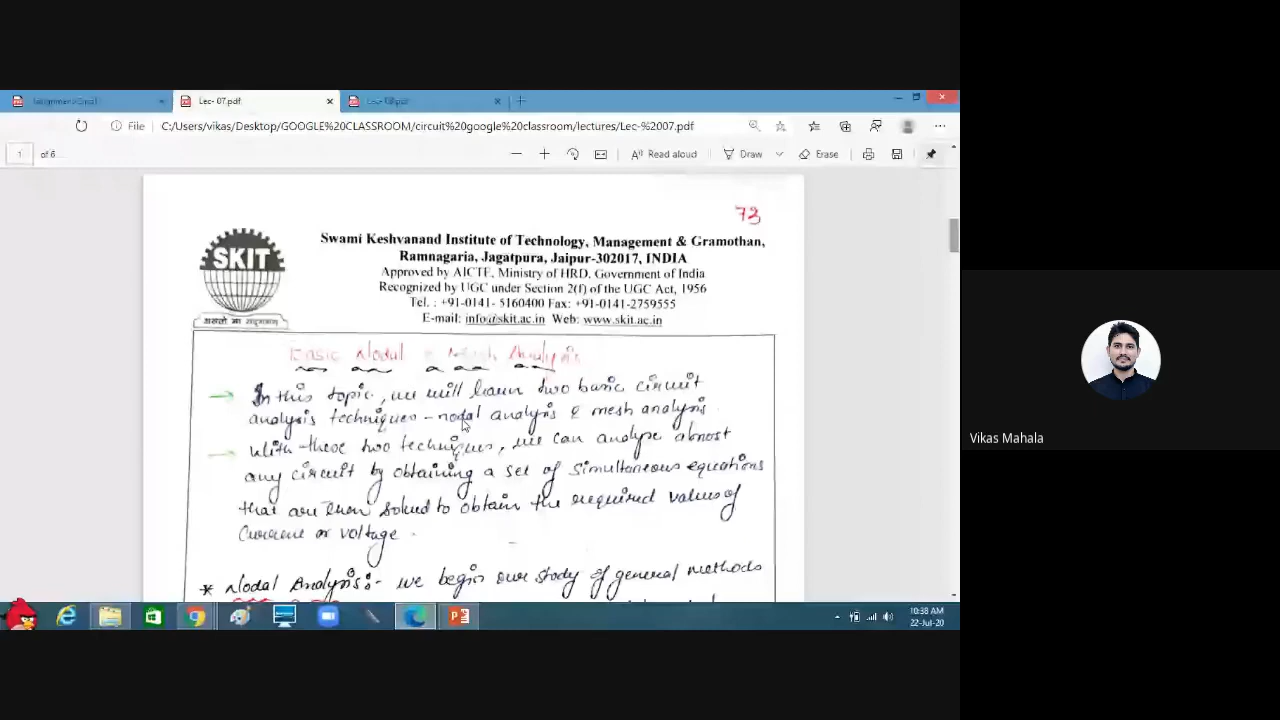 Lec- 07.pdf
File C:/Users/vikas/Desktop/GOOGLE%20CLASSROOM/circuit%20google%20classroom/lectures/Lec-%2007.pdf
1 of 6 Read aloud Draw Erase
73
SKIT
Swami Keshvanand Institute of Technology, Management & Gramothan,
Ramnagaria, Jagatpura, Jaipur-302017, INDIA
Approved by AICTE, Ministry of HRD, Government of India
Recognized by UGC under Section 2(f) of the UGC Act, 1956
Tel. : +91-0141- 5160400 Fax: +91-0141-2759555
E-mail: info@skit.ac.in Web: www.skit.ac.in
Basic Nodal & Mesh Analysis
→ In this topic, we will learn two basic circuit
analysis techniques - nodal analysis & mesh analysis.
→ With these two techniques, we can analyse almost
any circuit by obtaining a set of simultaneous equations
that are then solved to obtain the required values of
Current or voltage.
* Nodal Analysis:- we begin our study of general methods
10:38 AM
22-Jul-20
Vikas Mahala